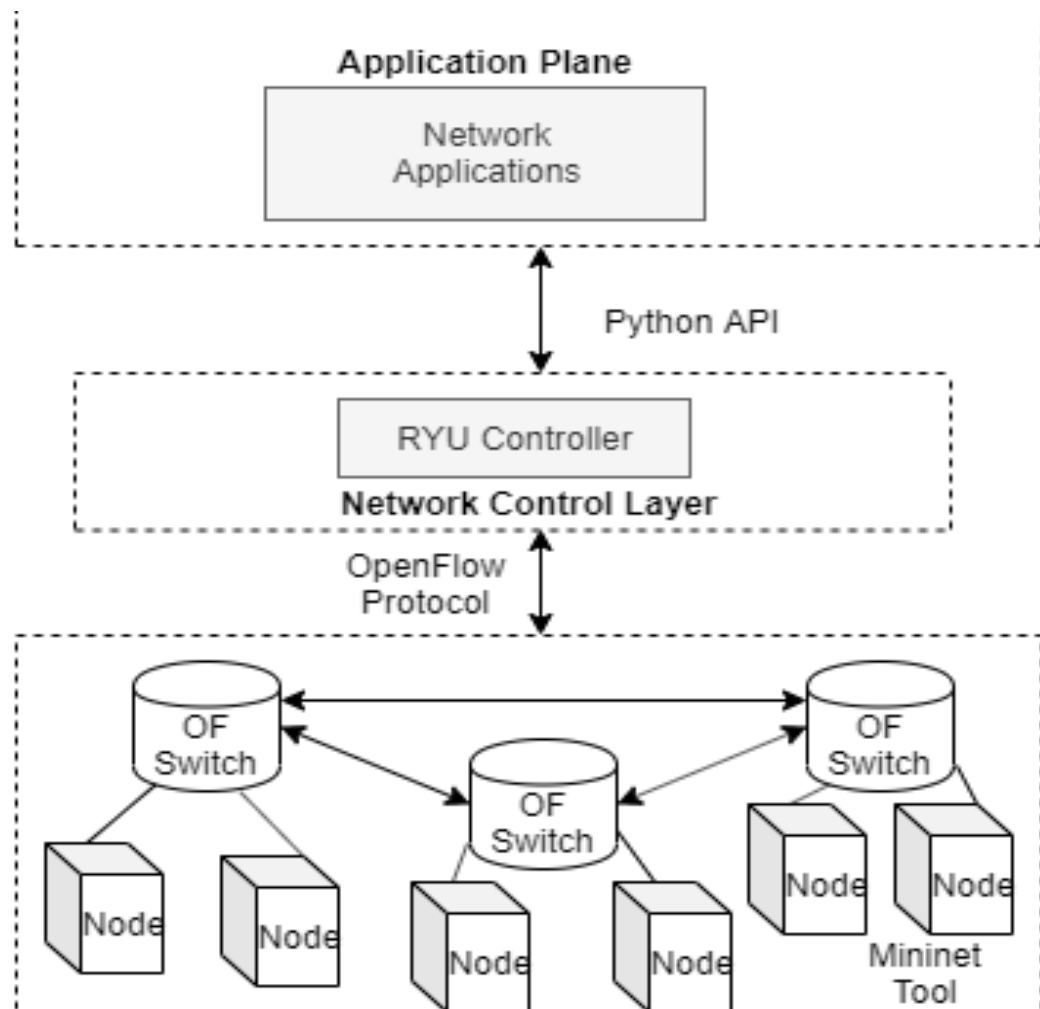 Application Plane
Network
Applications
Python API
RYU Controller
Network Control Layer
OpenFlow
Protocol
OF
Switch
OF
Switch
OF
Switch
Node
Node
Node
Node
Node
Node
Mininet
Tool